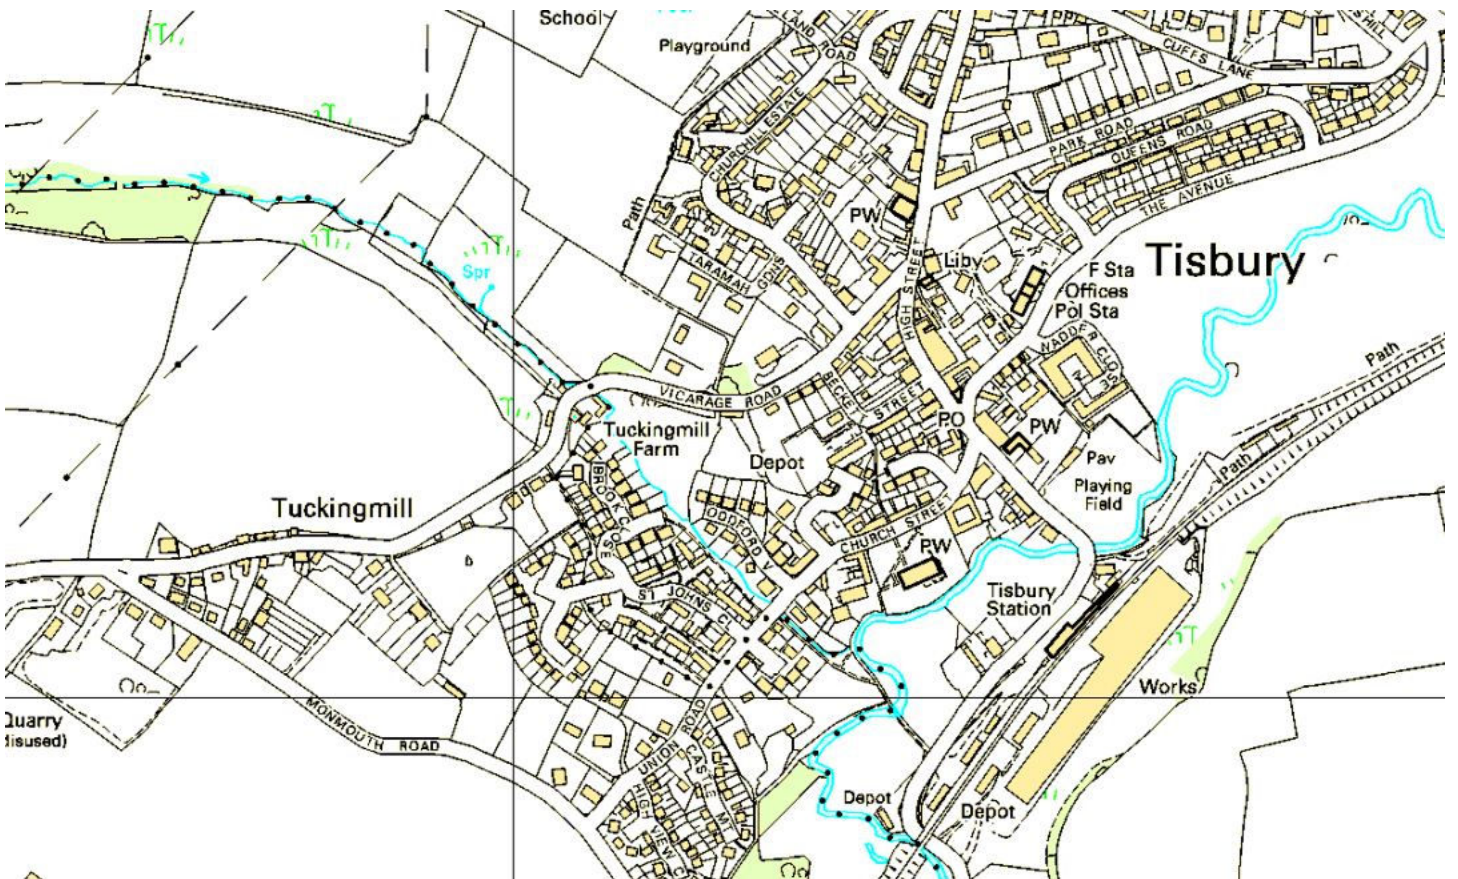 School
Playground
LAND ROAD
CUFFS LANE
SHILL
CHURCHILL ESTATE
PARK ROAD
QUEENS ROAD
THE AVENUE
Path
PW
TARAMAH GDNS
HIGH STREET
Liby
F Sta
Offices
Pol Sta
Tisbury
Spr
NADDER CLOSE
Path
VICARAGE ROAD
BECKETT STREET
PO
PW
Tuckingmill
Farm
Depot
Pav
Playing
Field
Path
Tuckingmill
BROOK CLOSE
ODDFORD V
CHURCH STREET
PW
Tisbury
Station
ST JOHNS CL
Works
Quarry
(disused)
MONMOUTH ROAD
UNION ROAD
CASTLE M
HIGH VIEW C
Depot
Depot